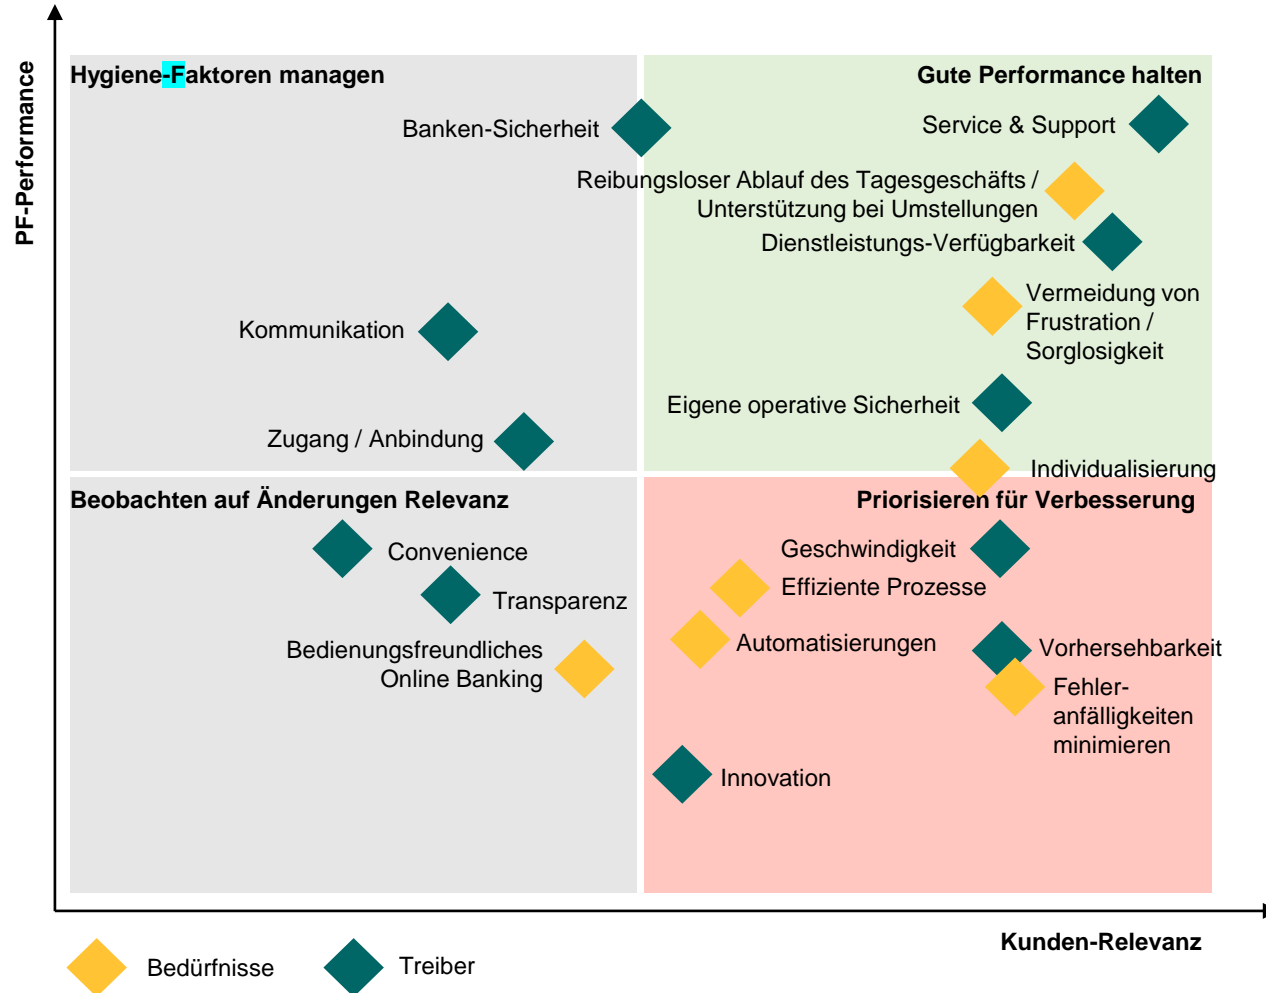 PF-Performance
Hygiene-Faktoren managen
Gute Performance halten
Banken-Sicherheit
Service & Support
Reibungsloser Ablauf des Tagesgeschäfts /
Unterstützung bei Umstellungen
Dienstleistungs-Verfügbarkeit
Vermeidung von
Frustration /
Sorglosigkeit
Kommunikation
Eigene operative Sicherheit
Zugang / Anbindung
Individualisierung
Beobachten auf Änderungen Relevanz
Priorisieren für Verbesserung
Convenience
Geschwindigkeit
Effiziente Prozesse
Transparenz
Automatisierungen
Bedienungsfreundliches
Online Banking
Vorhersehbarkeit
Fehler-
anfälligkeiten
minimieren
Innovation
Kunden-Relevanz
Bedürfnisse
Treiber